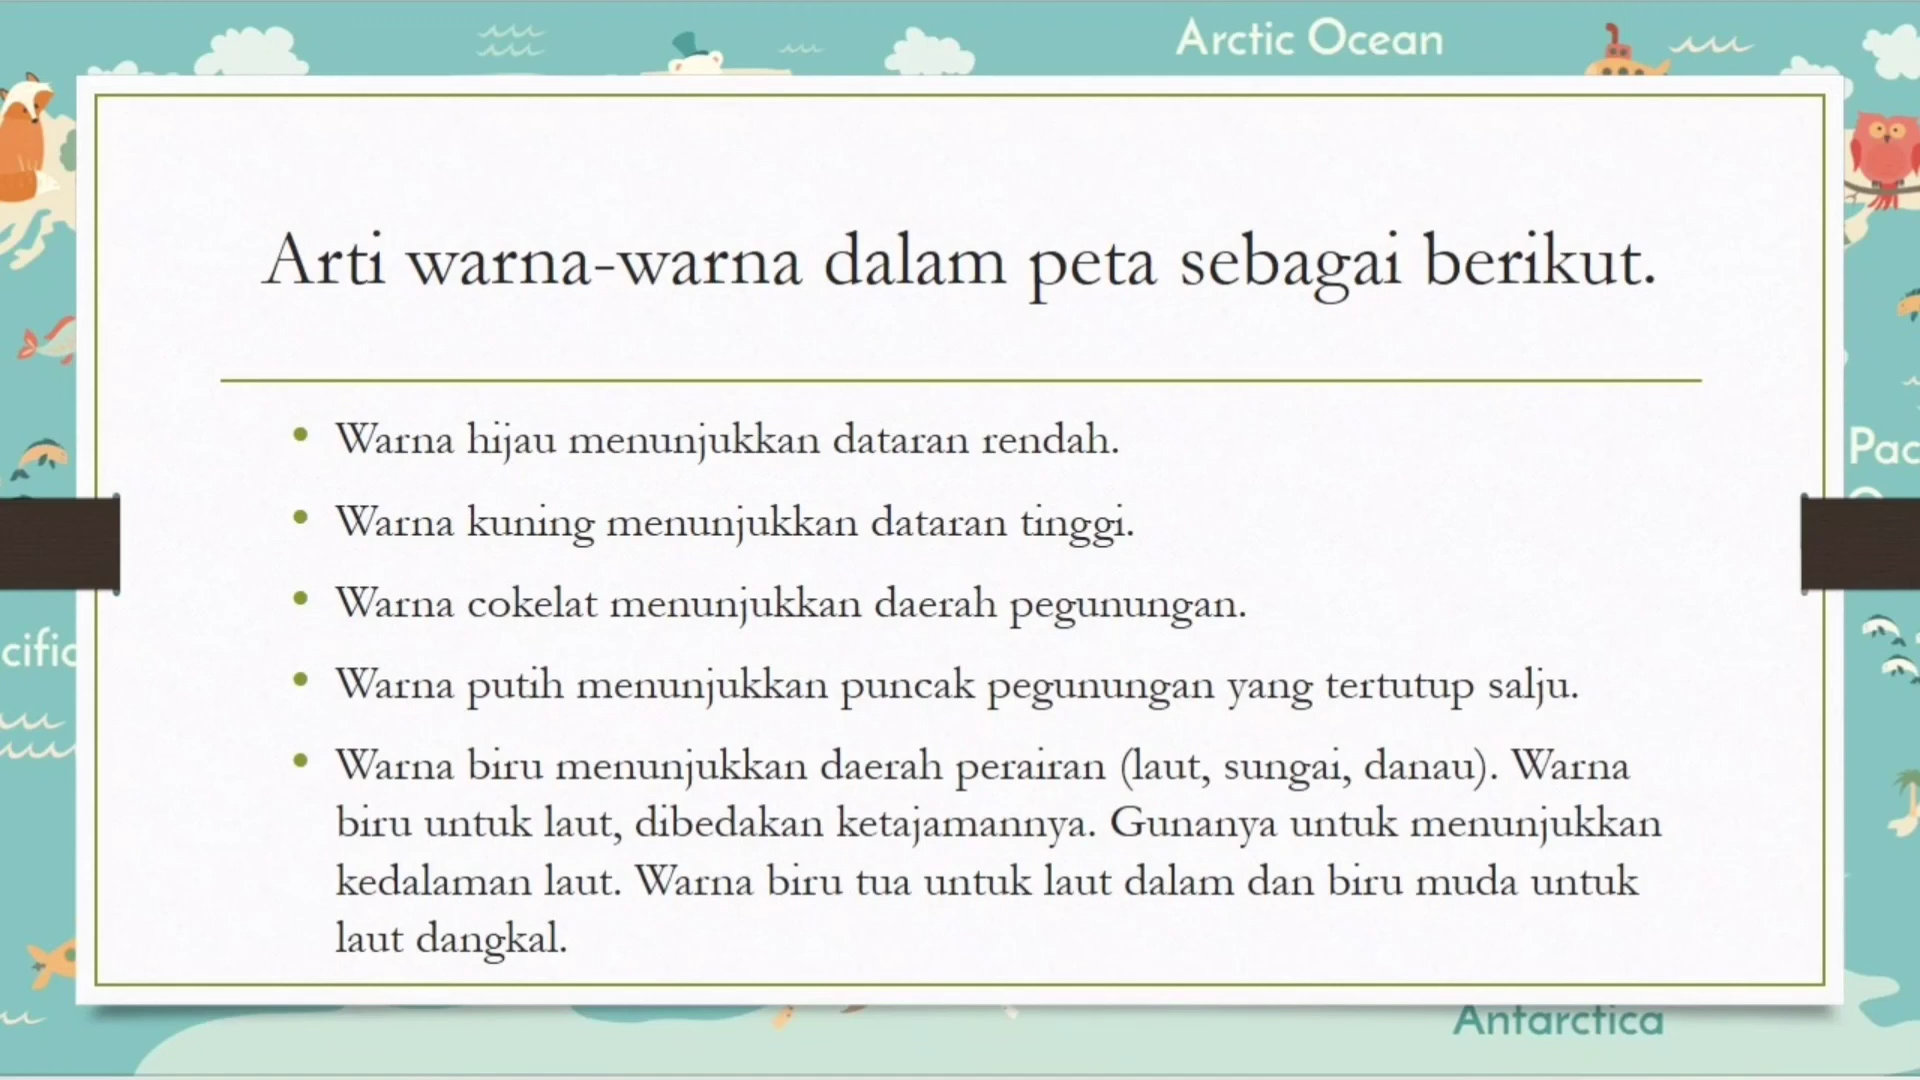 Arctic Ocean
Arti warna-warna dalam peta sebagai berikut.
• Warna hijau menunjukkan dataran rendah.
• Warna kuning menunjukkan dataran tinggi.
• Warna cokelat menunjukkan daerah pegunungan.
• Warna putih menunjukkan puncak pegunungan yang tertutup salju.
• Warna biru menunjukkan daerah perairan (laut, sungai, danau). Warna
biru untuk laut, dibedakan ketajamannya. Gunanya untuk menunjukkan
kedalaman laut. Warna biru tua untuk laut dalam dan biru muda untuk
laut dangkal.
Pac
cific
Antarctica